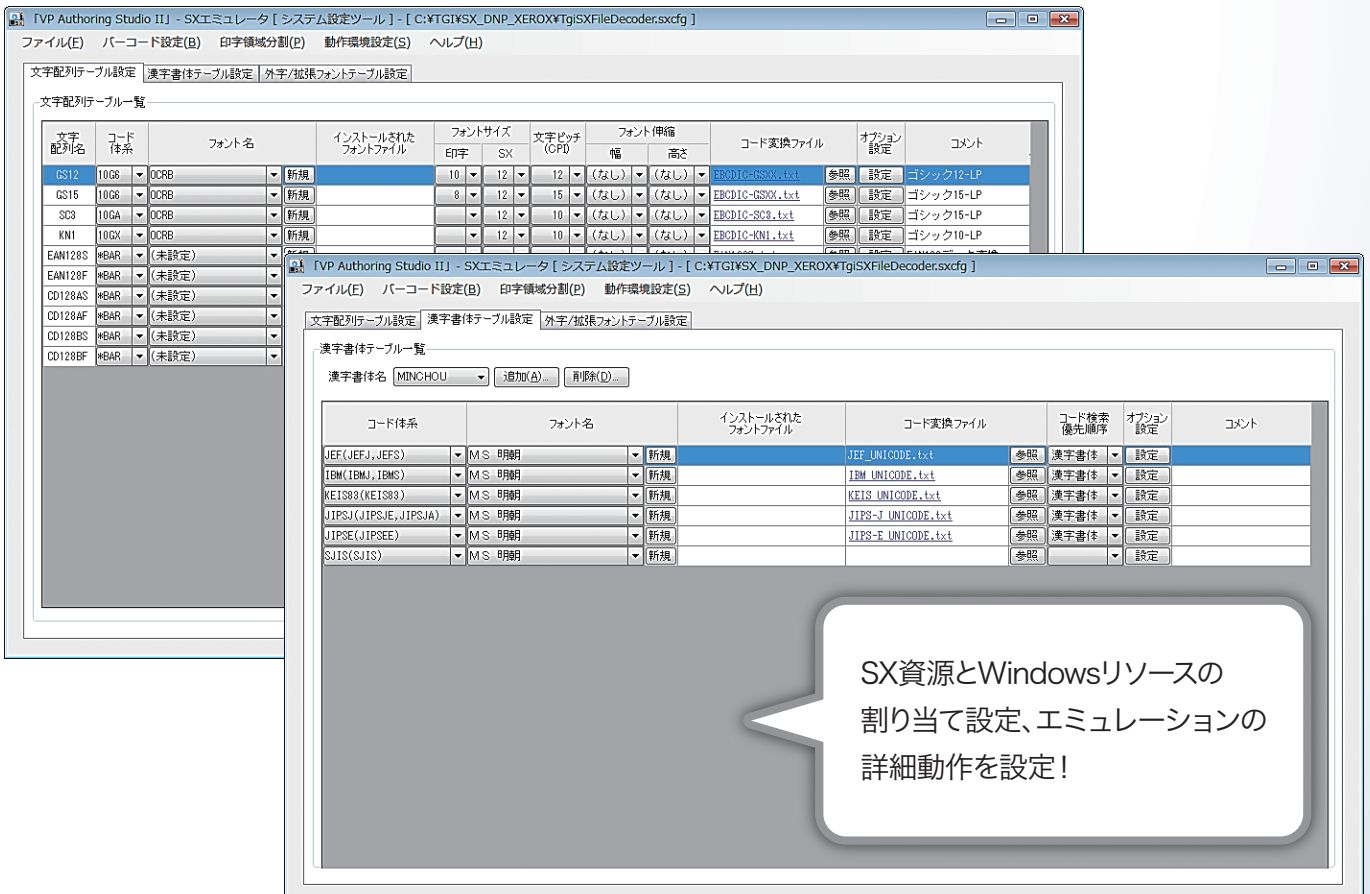 「VP Authoring Studio II」 - SXエミュレータ [ システム設定ツール ] - [ C:¥TGI¥SX_DNP_XEROX¥TgiSXFileDecoder.sxcfg ]
ファイル(F) バーコード設定(B) 印字領域分割(P) 動作環境設定(S) ヘルプ(H)
文字配列テーブル設定 漢字書体テーブル設定 外字/拡張フォントテーブル設定
文字配列テーブル一覧
文字配列名 コード体系 フォント名 インストールされたフォントファイル フォントサイズ 印字 SX 文字ピッチ(CPI) フォント伸縮 幅 高さ コード変換ファイル オプション設定 コメント
GS12 10G6 OCRB 新規 10 12 12 (なし) (なし) EBCDIC-GSXX.txt 参照 設定 ゴシック12-LP
GS15 10G6 OCRB 新規 8 12 15 (なし) (なし) EBCDIC-GSXX.txt 参照 設定 ゴシック15-LP
SC3 10GA OCRB 新規 12 10 (なし) (なし) EBCDIC-SC3.txt 参照 設定 ゴシック15-LP
KN1 10GX OCRB 新規 12 10 (なし) (なし) EBCDIC-KN1.txt 参照 設定 ゴシック10-LP
EAN128S *BAR (未設定)
EAN128F *BAR (未設定)
CD128AS *BAR (未設定)
CD128AF *BAR (未設定)
CD128BS *BAR (未設定)
CD128BF *BAR (未設定)
「VP Authoring Studio II」 - SXエミュレータ [ システム設定ツール ] - [ C:¥TGI¥SX_DNP_XEROX¥TgiSXFileDecoder.sxcfg ]
ファイル(F) バーコード設定(B) 印字領域分割(P) 動作環境設定(S) ヘルプ(H)
文字配列テーブル設定 漢字書体テーブル設定 外字/拡張フォントテーブル設定
漢字書体テーブル一覧
漢字書体名 MINCHOU 追加(A)... 削除(D)...
コード体系 フォント名 インストールされたフォントファイル コード変換ファイル コード検索優先順序 オプション設定 コメント
JEF(JEFJ,JEFS) MS 明朝 新規 JEF_UNICODE.txt 参照 漢字書体 設定
IBM(IBMJ,IBMS) MS 明朝 新規 IBM_UNICODE.txt 参照 漢字書体 設定
KEIS83(KEIS83) MS 明朝 新規 KEIS_UNICODE.txt 参照 漢字書体 設定
JIPSJ(JIPSJE,JIPSJA) MS 明朝 新規 JIPS-J_UNICODE.txt 参照 漢字書体 設定
JIPSE(JIPSEE) MS 明朝 新規 JIPS-E_UNICODE.txt 参照 漢字書体 設定
SJIS(SJIS) MS 明朝 新規 参照 設定
SX資源とWindowsリソースの
割り当て設定、エミュレーションの
詳細動作を設定!